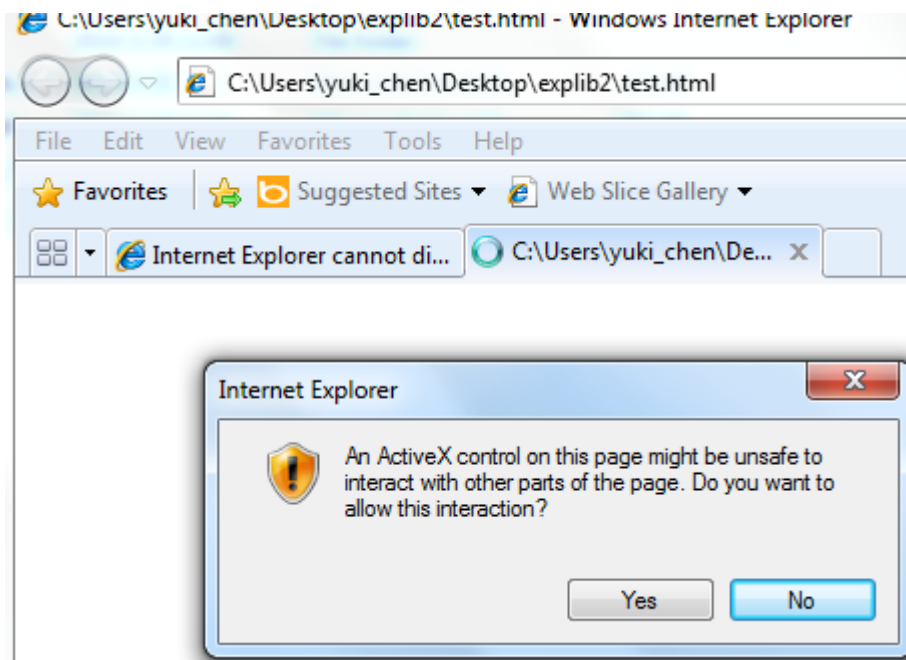 C:\Users\yuki_chen\Desktop\explib2\test.html - Windows Internet Explorer
C:\Users\yuki_chen\Desktop\explib2\test.html
File Edit View Favorites Tools Help
Favorites Suggested Sites Web Slice Gallery
Internet Explorer cannot di... C:\Users\yuki_chen\De... x
Internet Explorer
An ActiveX control on this page might be unsafe to
interact with other parts of the page. Do you want to
allow this interaction?
Yes No